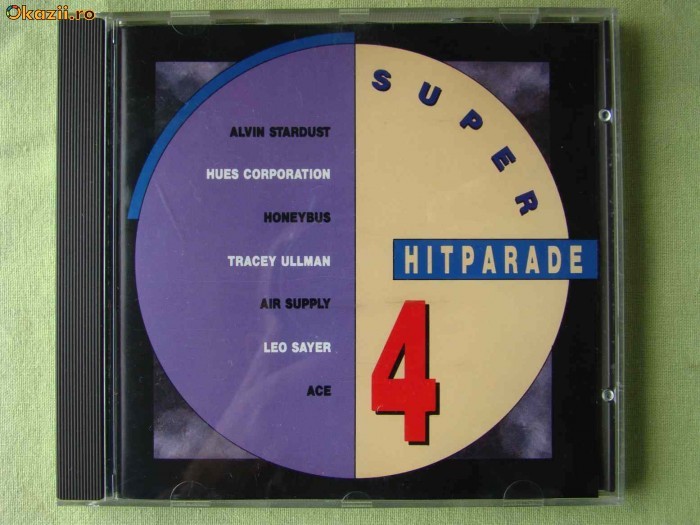 Okazii.ro
ALVIN STARDUST
HUES CORPORATION
HONEYBUS
TRACEY ULLMAN
AIR SUPPLY
LEO SAYER
ACE
SUPER
HITPARADE
4